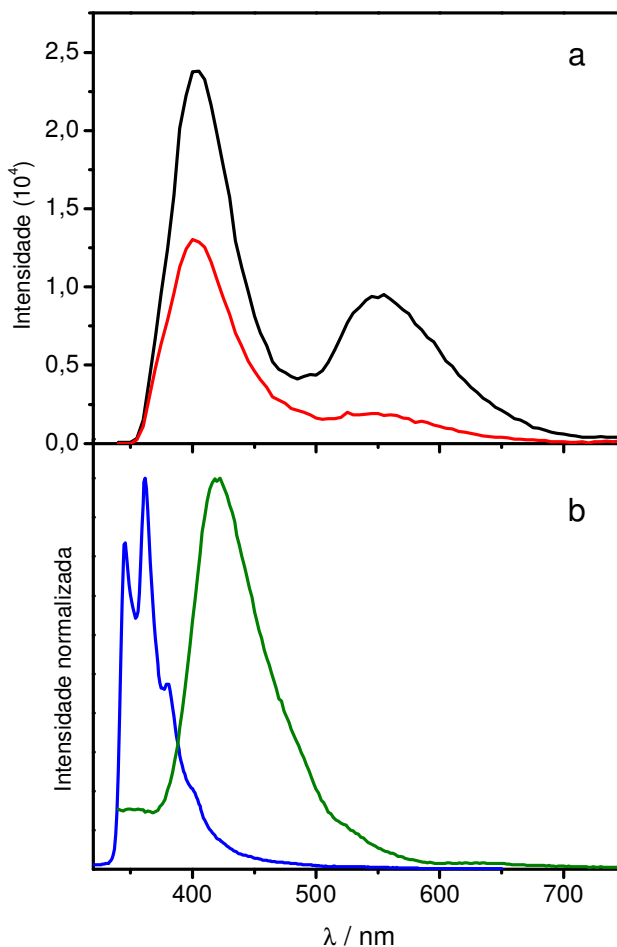 a
Intensidade (10⁴)
2,5
2,0
1,5
1,0
0,5
0,0
b
Intensidade normalizada
400 500 600 700
λ / nm